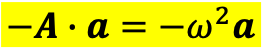 −𝑨 · 𝒂 = −𝜔²𝒂